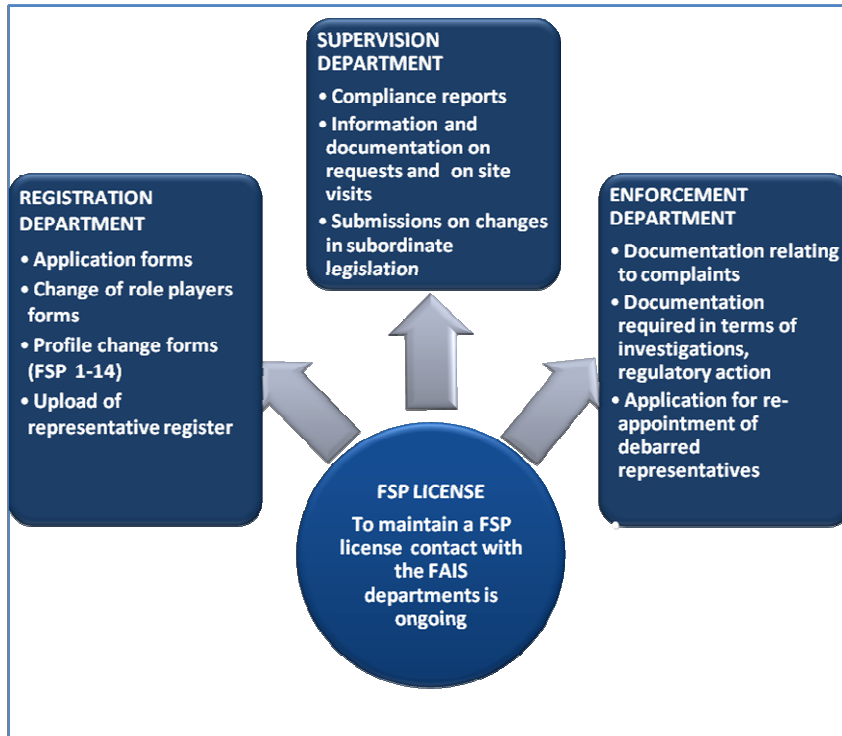 SUPERVISION
DEPARTMENT
• Compliance reports
• Information and
documentation on
requests and on site
visits
• Submissions on changes
in subordinate
legislation
REGISTRATION
DEPARTMENT
• Application forms
• Change of role players
forms
• Profile change forms
(FSP 1-14)
• Upload of
representative register
ENFORCEMENT
DEPARTMENT
• Documentation relating
to complaints
• Documentation
required in terms of
investigations,
regulatory action
• Application for re-
appointment of
debarred
representatives
FSP LICENSE
To maintain a FSP
license contact with
the FAIS
departments is
ongoing